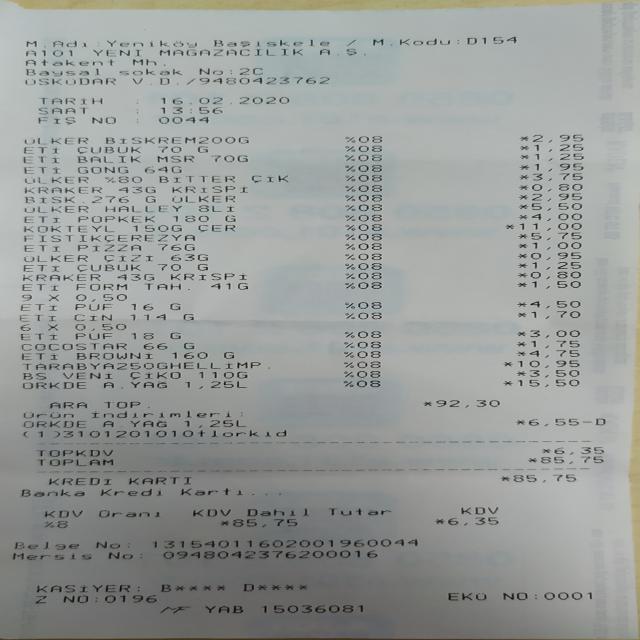 M.Adı:Yeniköy Başiskele / M.Kodu:D154
A101 YENİ MAĞAZACILIK A.Ş.
Atakent Mh.
Baysal sokak No:2C
ÜSKÜDAR V.D./9480423762
TARİH : 16.02.2020
SAAT : 13:56
FİŞ NO : 0044
ÜLKER BİSKREM200G %08 *2,95
ETİ ÇUBUK 70 G %08 *1,25
ETİ BALIK MSR 70G %08 *1,25
ETİ GONG 64G %08 *1,95
ÜLKER %80 BİTTER ÇİK %08 *3,75
KRAKER 43G KRİSPİ %08 *0,80
BİSK.276 G ÜLKER %08 *2,95
ÜLKER HALLEY 8Lİ %08 *5,50
ETİ POPKEK 180 G %08 *4,00
KOKTEYL 150G ÇER %08 *11,00
FISTIKÇEREZYA %08 *5,75
ETİ PİZZA 76G %08 *1,00
ÜLKER ÇİZİ 63G %08 *0,95
ETİ ÇUBUK 70 G %08 *1,25
KRAKER 43G KRİSPİ %08 *0,80
ETİ FORM TAH. 41G %08 *1,50
9 X 0,50
ETİ PUF 16 G %08 *4,50
ETİ CİN 114 G %08 *1,70
6 X 0,50
ETİ PUF 18 G %08 *3,00
COCOSTAR 66 G %08 *1,75
ETİ BROWNİ 160 G %08 *4,75
TARABYA250GHELLIMP. %08 *10,95
BŞ VENİ ÇİKO 110G %08 *3,50
ORKDE A.YAG 1,25L %08 *15,50
ARA TOP. *92,30
Ürün İndirimleri:
ORKDE A.YAG 1,25L *6,55-D
(1)3101201010tlorkid
TOPKDV *6,35
TOPLAM *85,75
KREDİ KARTI *85,75
Banka Kredi Kartı...
KDV Oranı KDV Dahil Tutar KDV
%8 *85,75 *6,35
Belge No: 13154011602001960044
Mersis No: 0948042376200016
KASİYER: B**** D****
Z NO:0196 EKÜ NO:0001
MF YAB 15036081